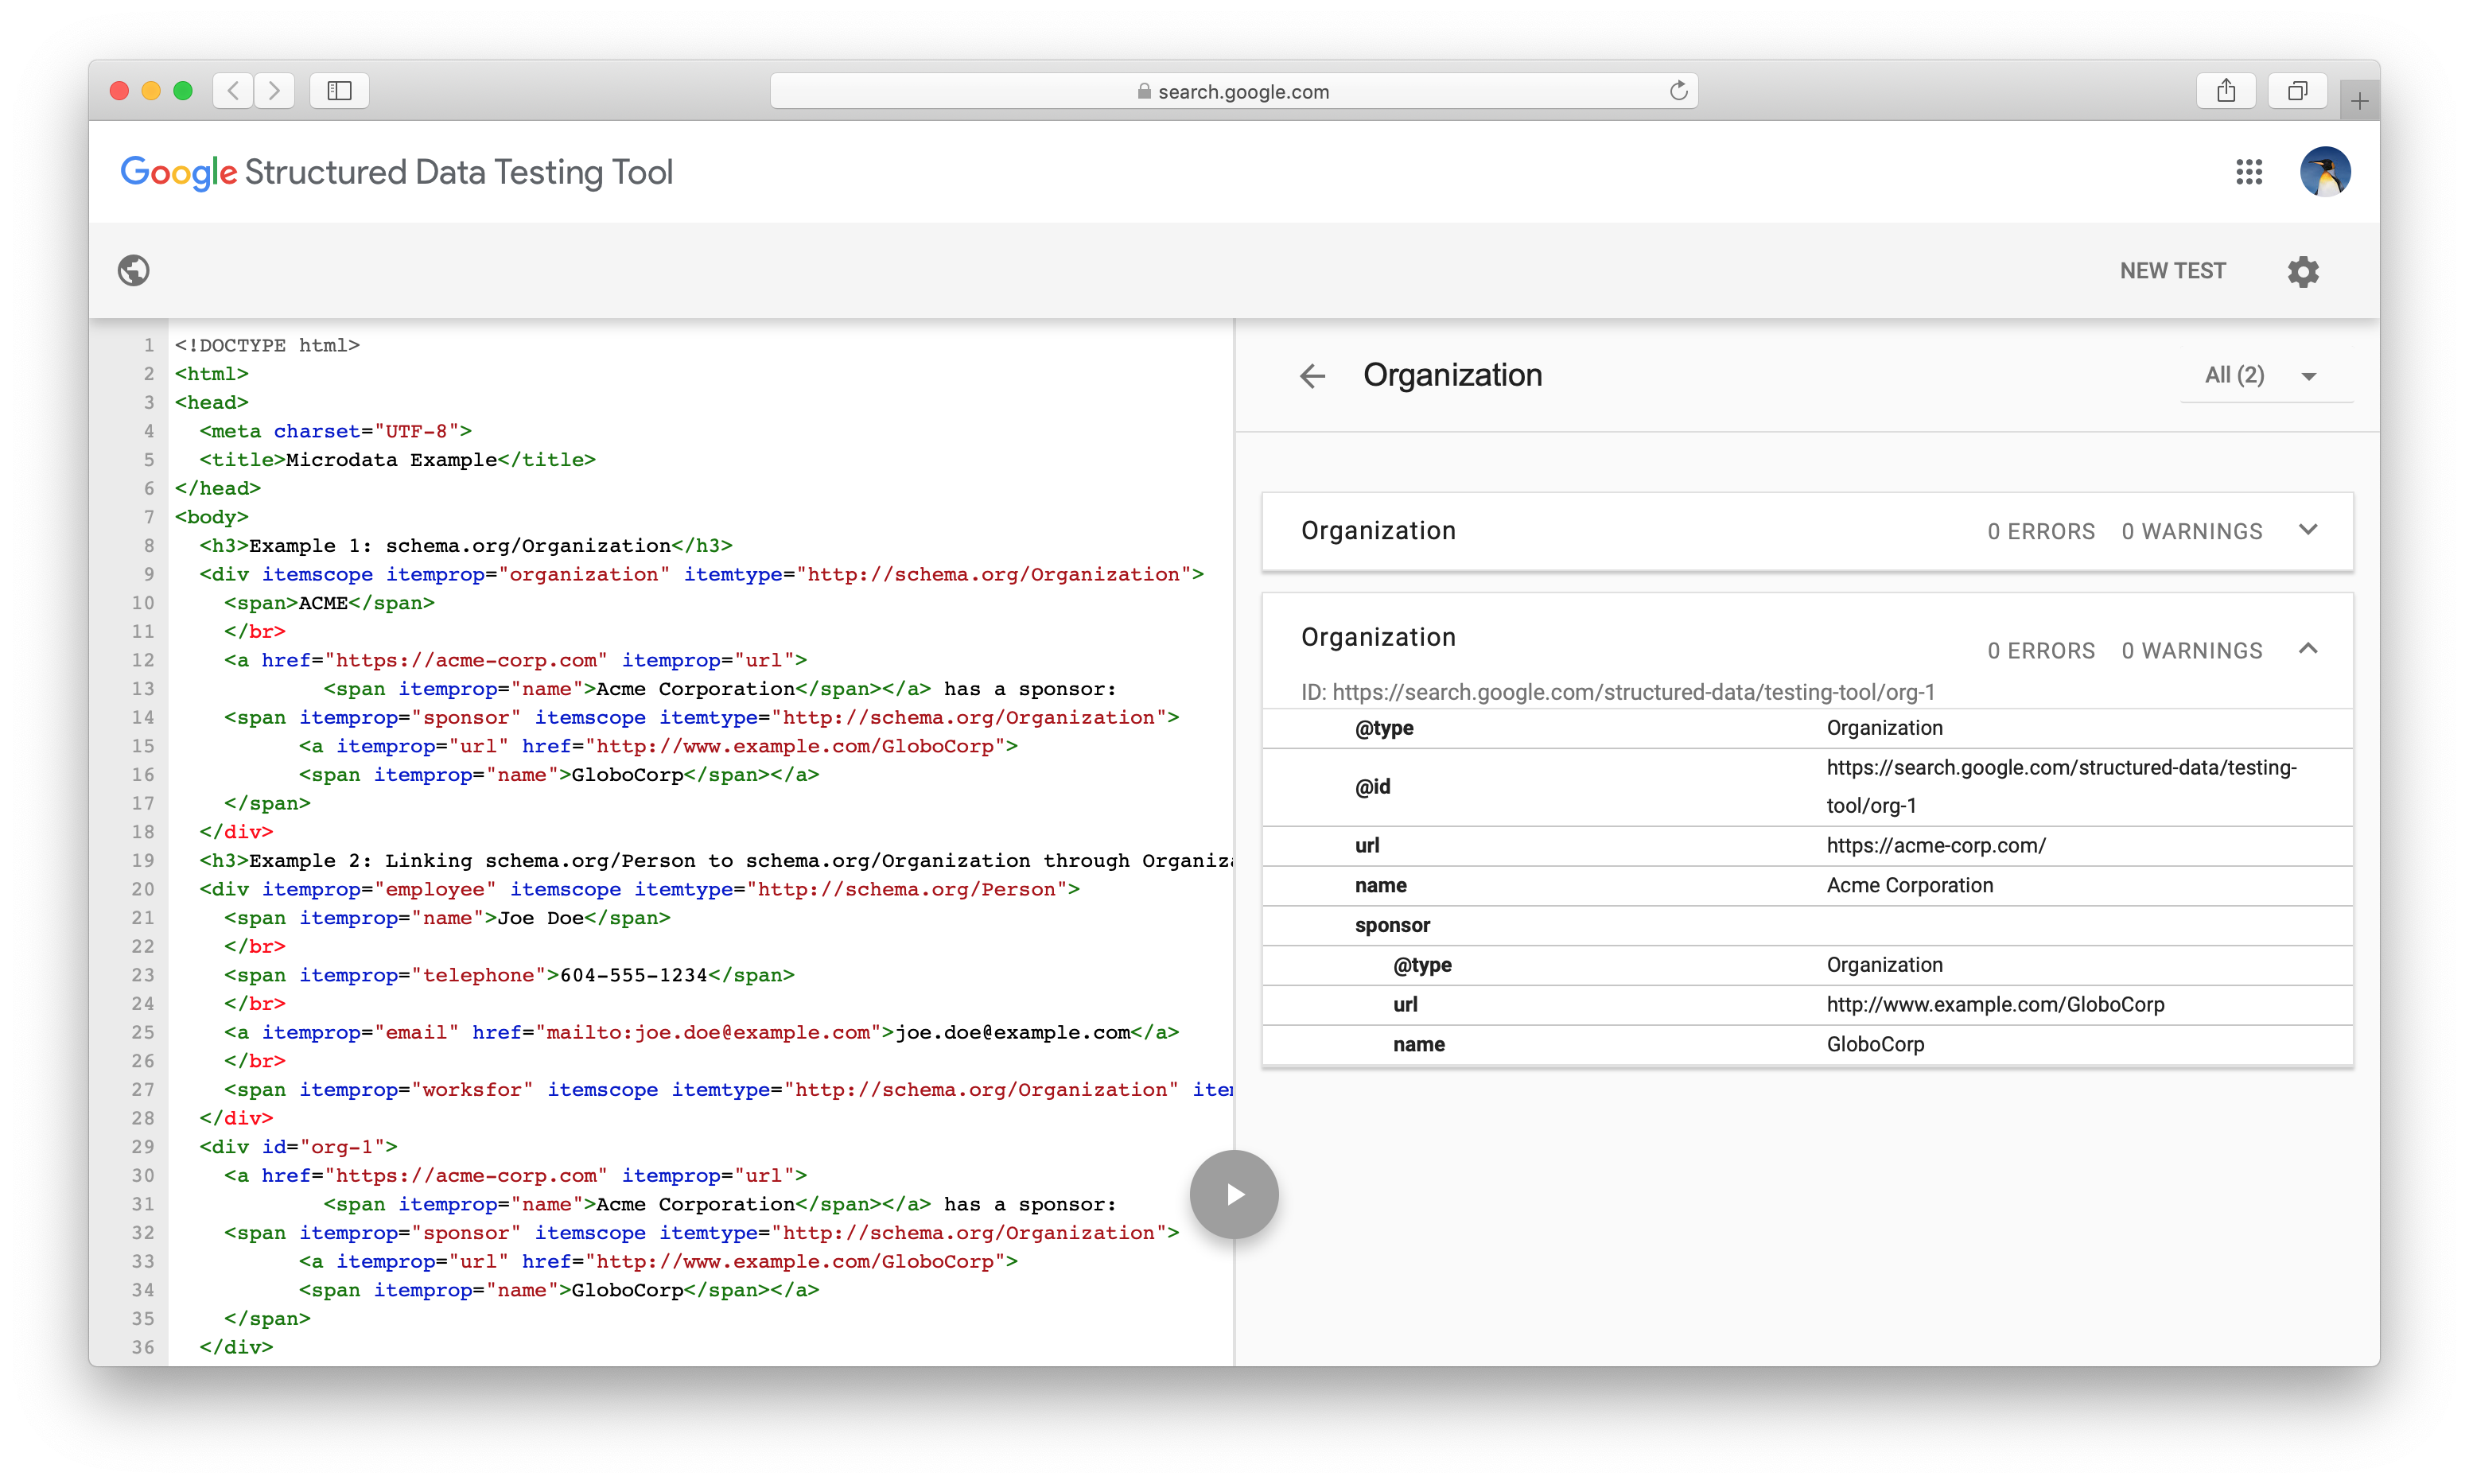 search.google.com
Google Structured Data Testing Tool
NEW TEST
1 <!DOCTYPE html>
2 <html>
3 <head>
4 <meta charset="UTF-8">
5 <title>Microdata Example</title>
6 </head>
7 <body>
8 <h3>Example 1: schema.org/Organization</h3>
9 <div itemscope itemprop="organization" itemtype="http://schema.org/Organization">
10 <span>ACME</span>
11 </br>
12 <a href="https://acme-corp.com" itemprop="url">
13 <span itemprop="name">Acme Corporation</span></a> has a sponsor:
14 <span itemprop="sponsor" itemscope itemtype="http://schema.org/Organization">
15 <a itemprop="url" href="http://www.example.com/GloboCorp">
16 <span itemprop="name">GloboCorp</span></a>
17 </span>
18 </div>
19 <h3>Example 2: Linking schema.org/Person to schema.org/Organization through
20 <div itemprop="employee" itemscope itemtype="http://schema.org/Person">
21 <span itemprop="name">Joe Doe</span>
22 </br>
23 <span itemprop="telephone">604-555-1234</span>
24 </br>
25 <a itemprop="email" href="mailto:joe.doe@example.com">joe.doe@example.com</a>
26 </br>
27 <span itemprop="worksfor" itemscope itemtype="http://schema.org/Organization"
28 </div>
29 <div id="org-1">
30 <a href="https://acme-corp.com" itemprop="url">
31 <span itemprop="name">Acme Corporation</span></a> has a sponsor:
32 <span itemprop="sponsor" itemscope itemtype="http://schema.org/Organization">
33 <a itemprop="url" href="http://www.example.com/GloboCorp">
34 <span itemprop="name">GloboCorp</span></a>
35 </span>
36 </div>
Organization
All (2)
Organization 0 ERRORS 0 WARNINGS
Organization 0 ERRORS 0 WARNINGS
ID: https://search.google.com/structured-data/testing-tool/org-1
@type Organization
@id https://search.google.com/structured-data/testing-
tool/org-1
url https://acme-corp.com/
name Acme Corporation
sponsor
@type Organization
url http://www.example.com/GloboCorp
name GloboCorp